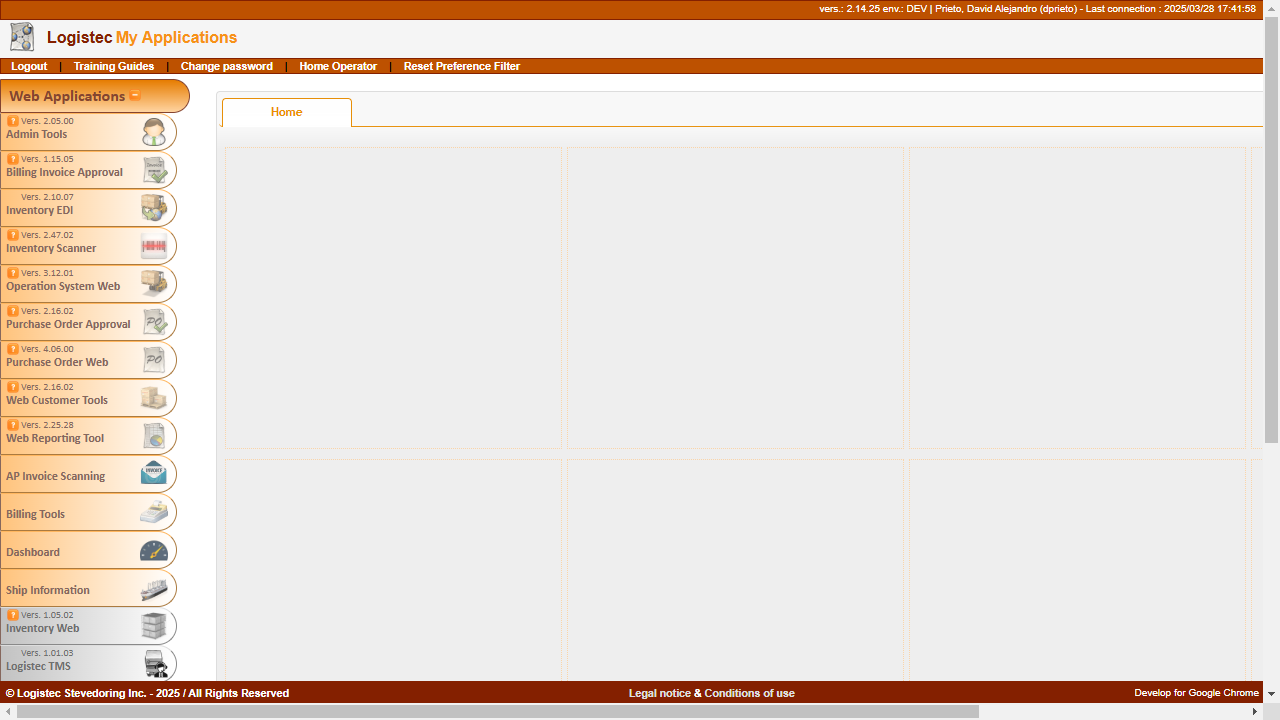 vers.: 2.14.25 env.: DEV | Prieto, David Alejandro (dprieto) - Last connection : 2025/03/28 17:41:58
Logistec My Applications
Logout | Training Guides | Change password | Home Operator | Reset Preference Filter
Web Applications
Home
Vers. 2.05.00
Admin Tools
Vers. 1.15.05
Billing Invoice Approval
Vers. 2.10.07
Inventory EDI
Vers. 2.47.02
Inventory Scanner
Vers. 3.12.01
Operation System Web
Vers. 2.16.02
Purchase Order Approval
Vers. 4.06.00
Purchase Order Web
Vers. 2.16.02
Web Customer Tools
Vers. 2.25.28
Web Reporting Tool
AP Invoice Scanning
Billing Tools
Dashboard
Ship Information
Vers. 1.05.02
Inventory Web
Vers. 1.01.03
Logistec TMS
© Logistec Stevedoring Inc. - 2025 / All Rights Reserved
Legal notice & Conditions of use
Develop for Google Chrome